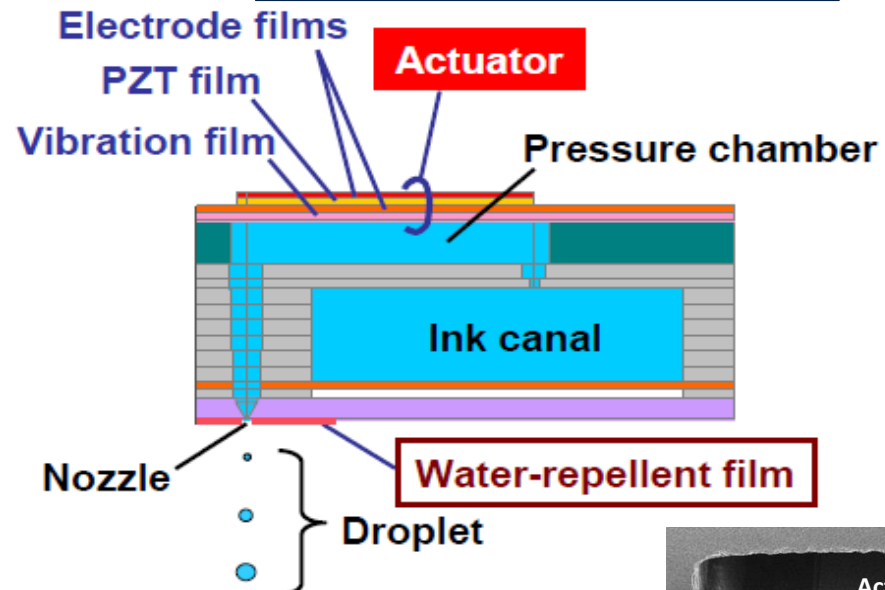 Electrode films
PZT film
Actuator
Vibration film
Pressure chamber
Ink canal
Nozzle
Water-repellent film
Droplet